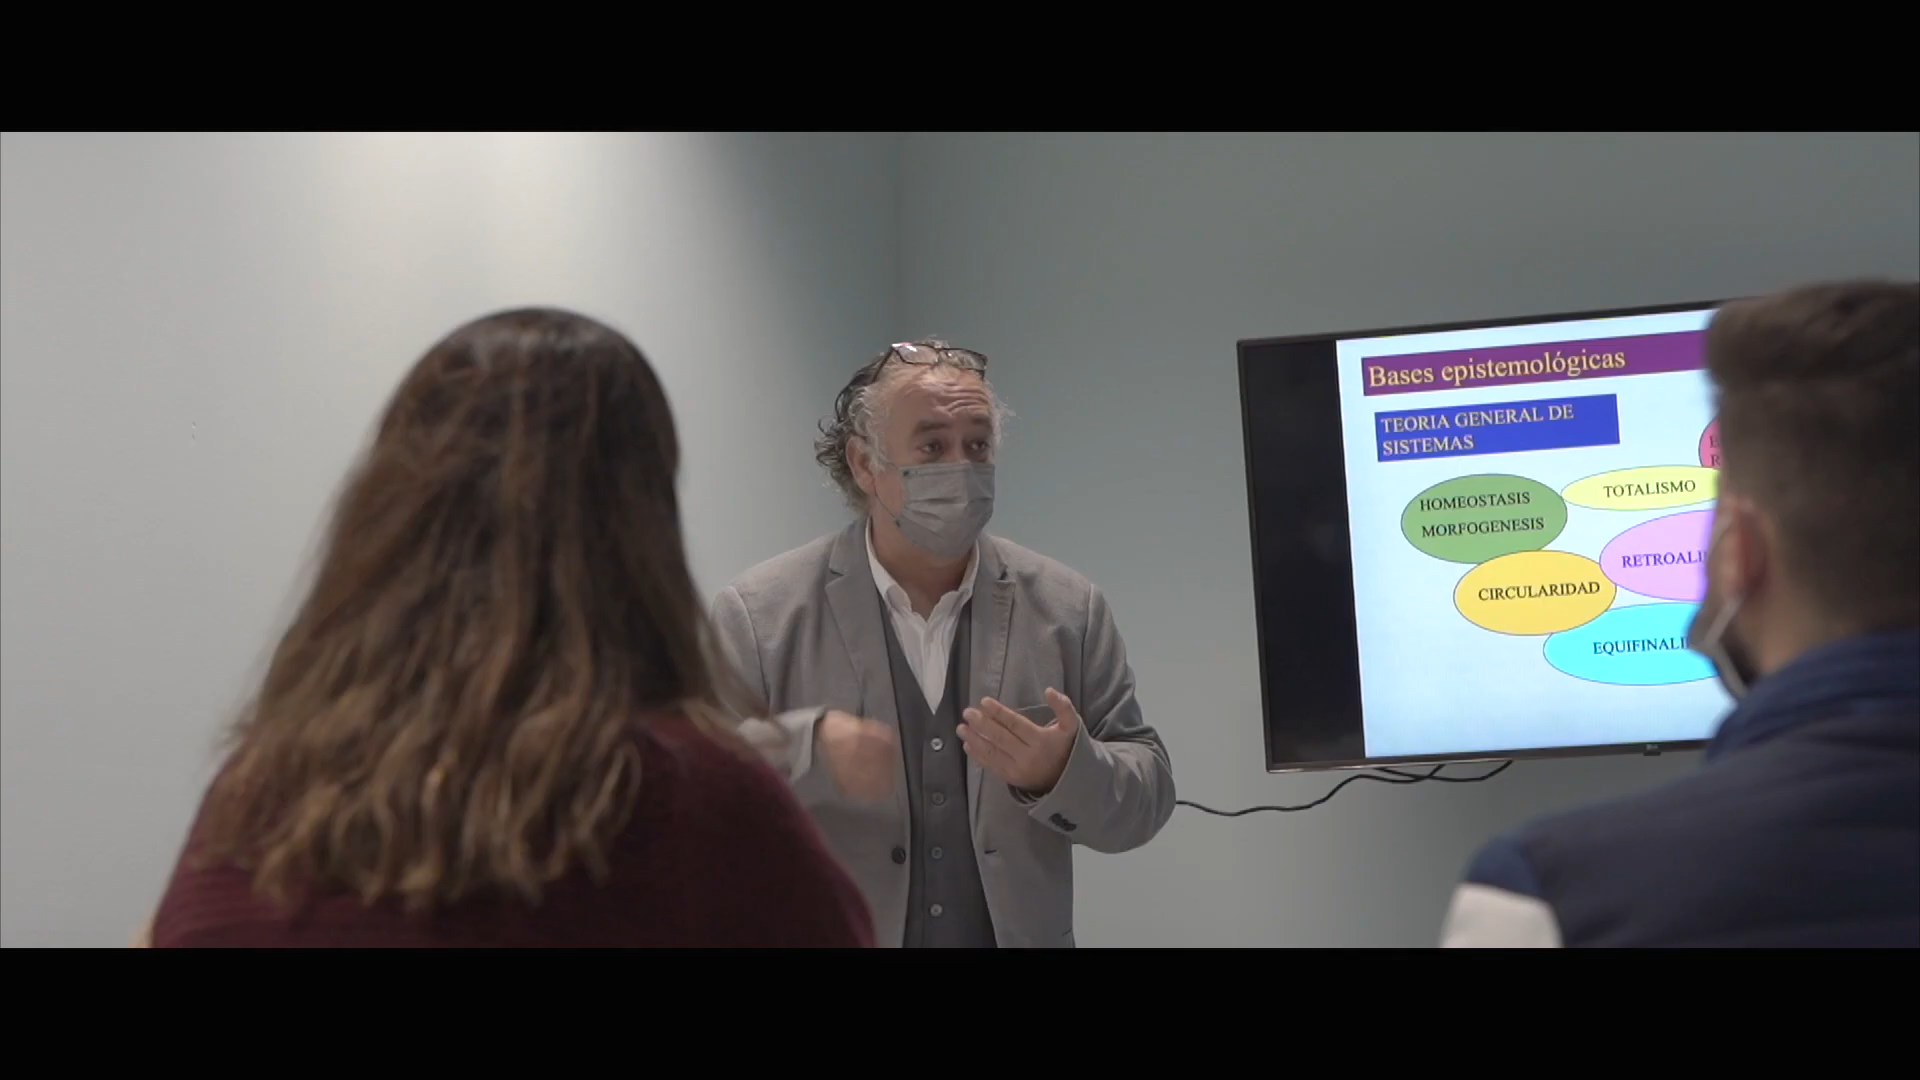 Bases epistemológicas
TEORIA GENERAL DE
SISTEMAS
HOMEOSTASIS
MORFOGENESIS
TOTALISMO
CIRCULARIDAD